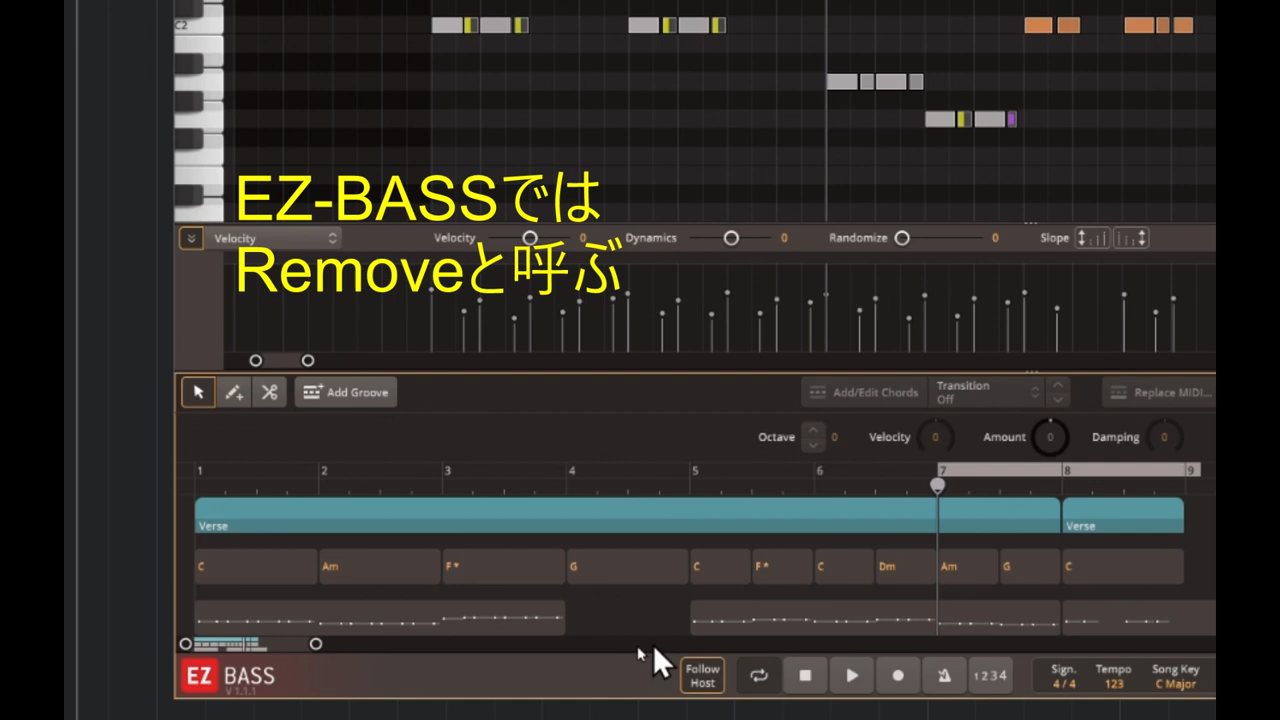 C2
EZ-BASSでは
Removeと呼ぶ
Velocity
Velocity 0 Dynamics 0 Randomize 0 Slope
Add Groove
Add/Edit Chords
Transition
Off
Replace MIDI...
Octave 0 Velocity 0 Amount 0 Damping 0
1 2 3 4 5 6 7 8 9
Verse Verse
C Am F* G C F* C Dm Am G C
EZ BASS
V 1.1.1
Follow
Host
1234
Sign.
4 / 4
Tempo
123
Song Key
C Major